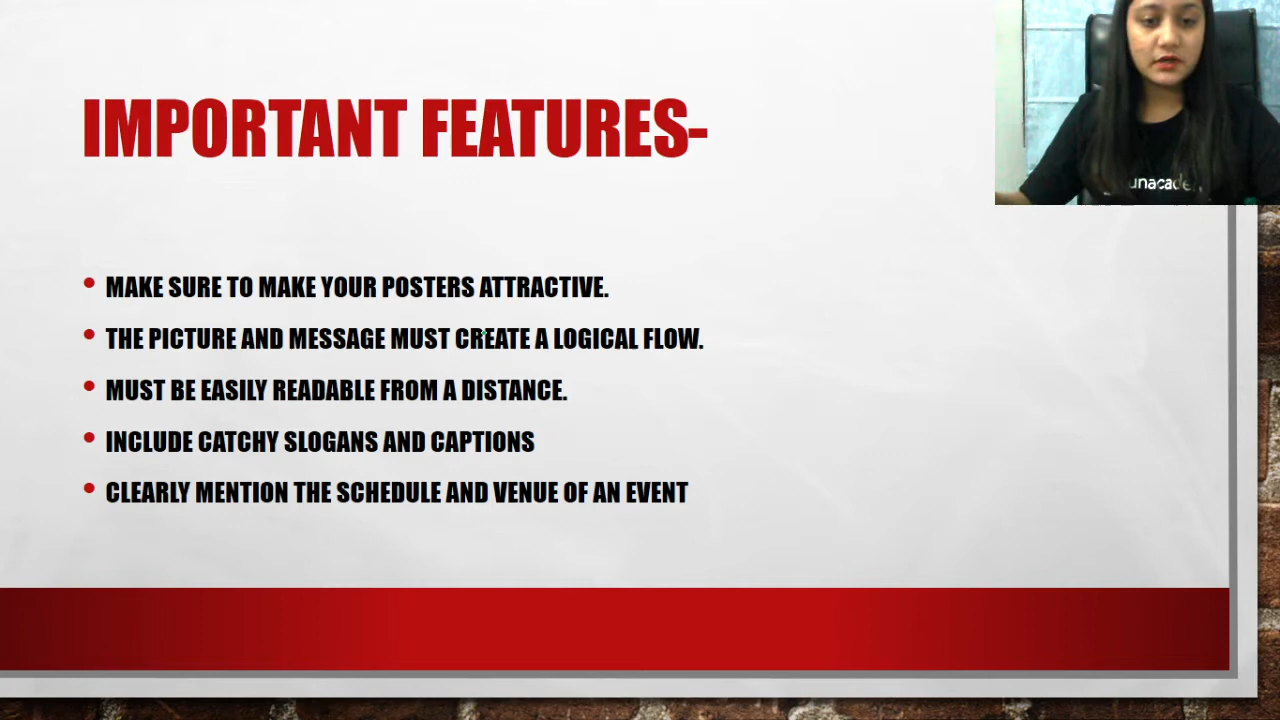 IMPORTANT FEATURES-
unacade
• MAKE SURE TO MAKE YOUR POSTERS ATTRACTIVE.
• THE PICTURE AND MESSAGE MUST CREATE A LOGICAL FLOW.
• MUST BE EASILY READABLE FROM A DISTANCE.
• INCLUDE CATCHY SLOGANS AND CAPTIONS
• CLEARLY MENTION THE SCHEDULE AND VENUE OF AN EVENT